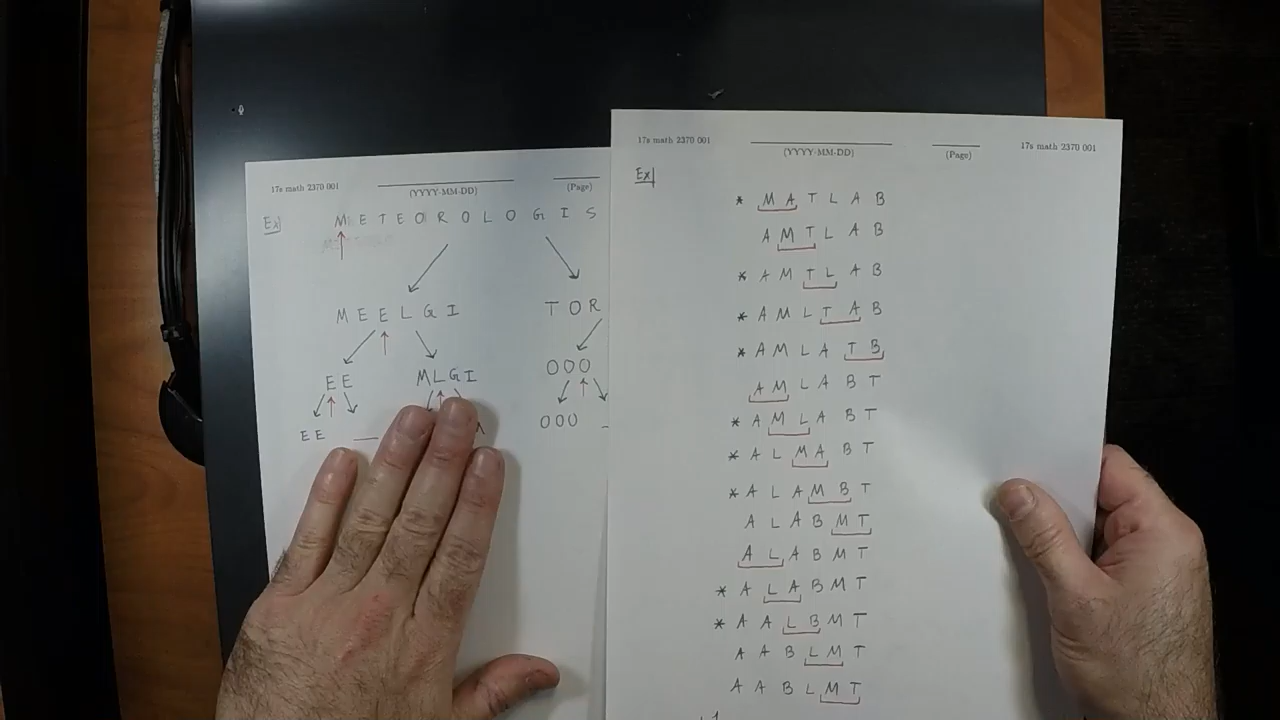 17s math 2370 001
(YYYY-MM-DD)
(Page)
Ex|
M E T E O R O L O G I S
M E E L G I
T O R
E E
M L G I
O O O
E E
O O O
17s math 2370 001
(YYYY-MM-DD)
(Page)
17s math 2370 001
Ex|
* M A T L A B
A M T L A B
* A M T L A B
* A M L T A B
* A M L A T B
A M L A B T
* A M L A B T
* A L M A B T
* A L A M B T
A L A B M T
A L A B M T
* A L A B M T
* A A L B M T
A A B L M T
A A B L M T